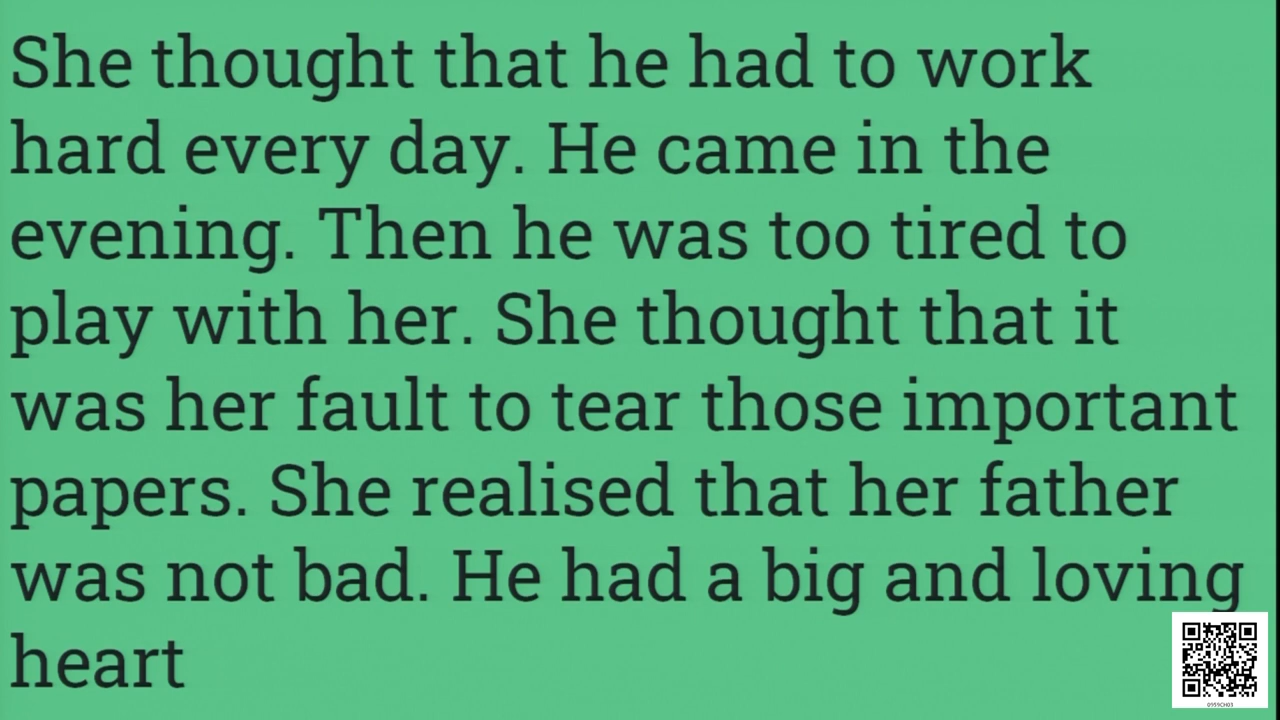 She thought that he had to work
hard every day. He came in the
evening. Then he was too tired to
play with her. She thought that it
was her fault to tear those important
papers. She realised that her father
was not bad. He had a big and loving
heart
0959CH03